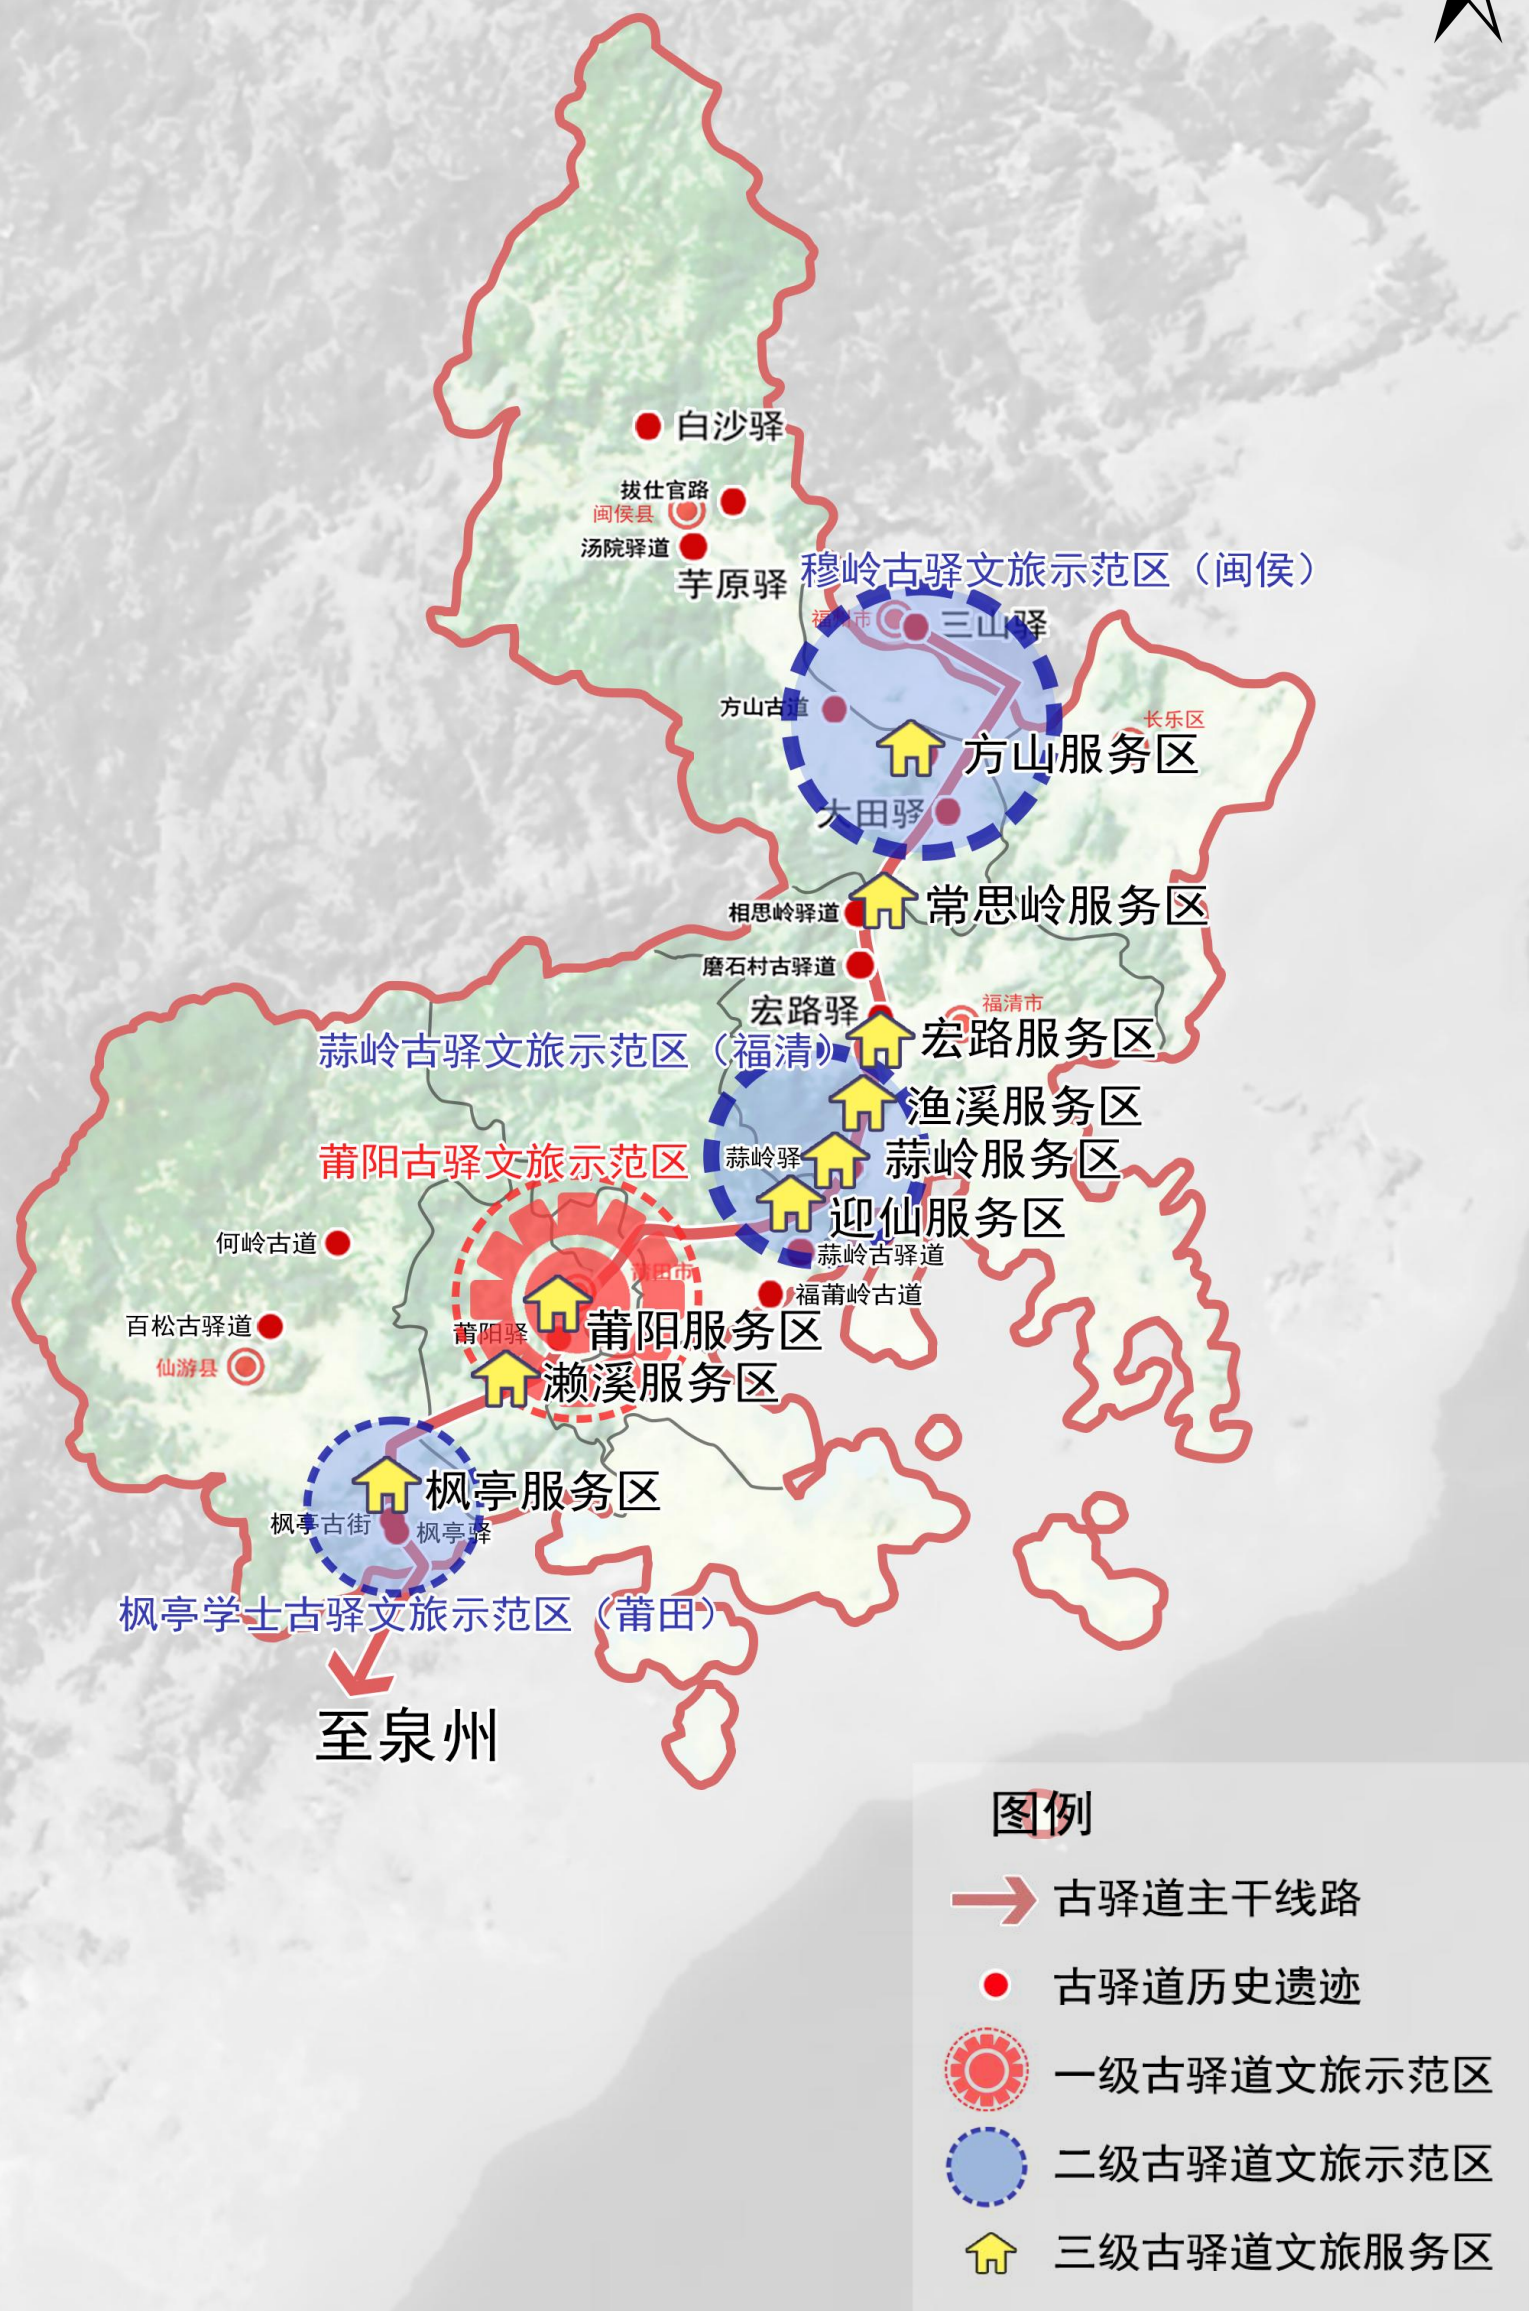 白沙驿
拔仕官路
闽侯县
汤院驿道
芋原驿
穆岭古驿文旅示范区（闽侯）
福州市
三山驿
方山古道
长乐区
方山服务区
大田驿
常思岭服务区
相思岭驿道
磨石村古驿道
宏路驿
福清市
宏路服务区
蒜岭古驿文旅示范区（福清）
渔溪服务区
蒜岭驿
蒜岭服务区
莆阳古驿文旅示范区
迎仙服务区
何岭古道
蒜岭古驿道
莆田市
福莆岭古道
百松古驿道
莆阳驿
莆阳服务区
仙游县
濑溪服务区
枫亭服务区
枫亭古街
枫亭驿
枫亭学士古驿文旅示范区（莆田）
至泉州
图例
古驿道主干线路
古驿道历史遗迹
一级古驿道文旅示范区
二级古驿道文旅示范区
三级古驿道文旅服务区